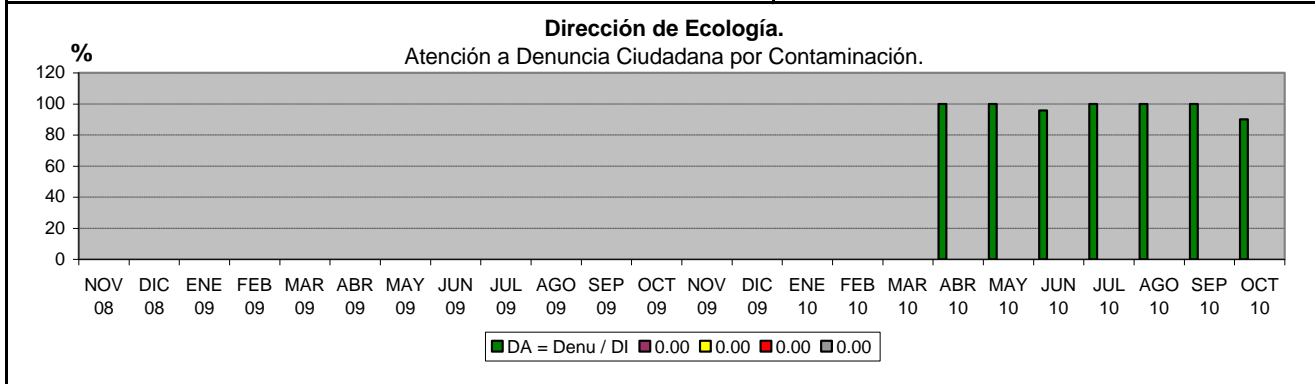 Dirección de Ecología.
%
Atención a Denuncia Ciudadana por Contaminación.
120
100
80
60
40
20
0
NOV DIC ENE FEB MAR ABR MAY JUN JUL AGO SEP OCT NOV DIC ENE FEB MAR ABR MAY JUN JUL AGO SEP OCT
08 08 09 09 09 09 09 09 09 09 09 09 09 09 10 10 10 10 10 10 10 10 10 10
DA = Denu / DI 0.00 0.00 0.00 0.00